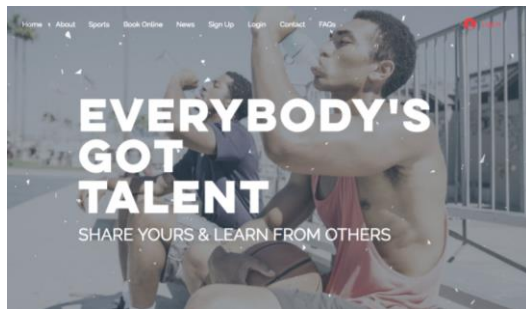 Home
About
Sports
Book Online
News
Sign Up
Login
Contact
FAQs
EVERYBODY'S
GOT
TALENT
SHARE YOURS & LEARN FROM OTHERS